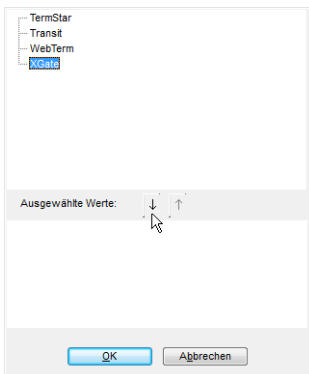 TermStar
Transit
WebTerm
XGate
Ausgewählte Werte: ↓ ↑
OK Abbrechen